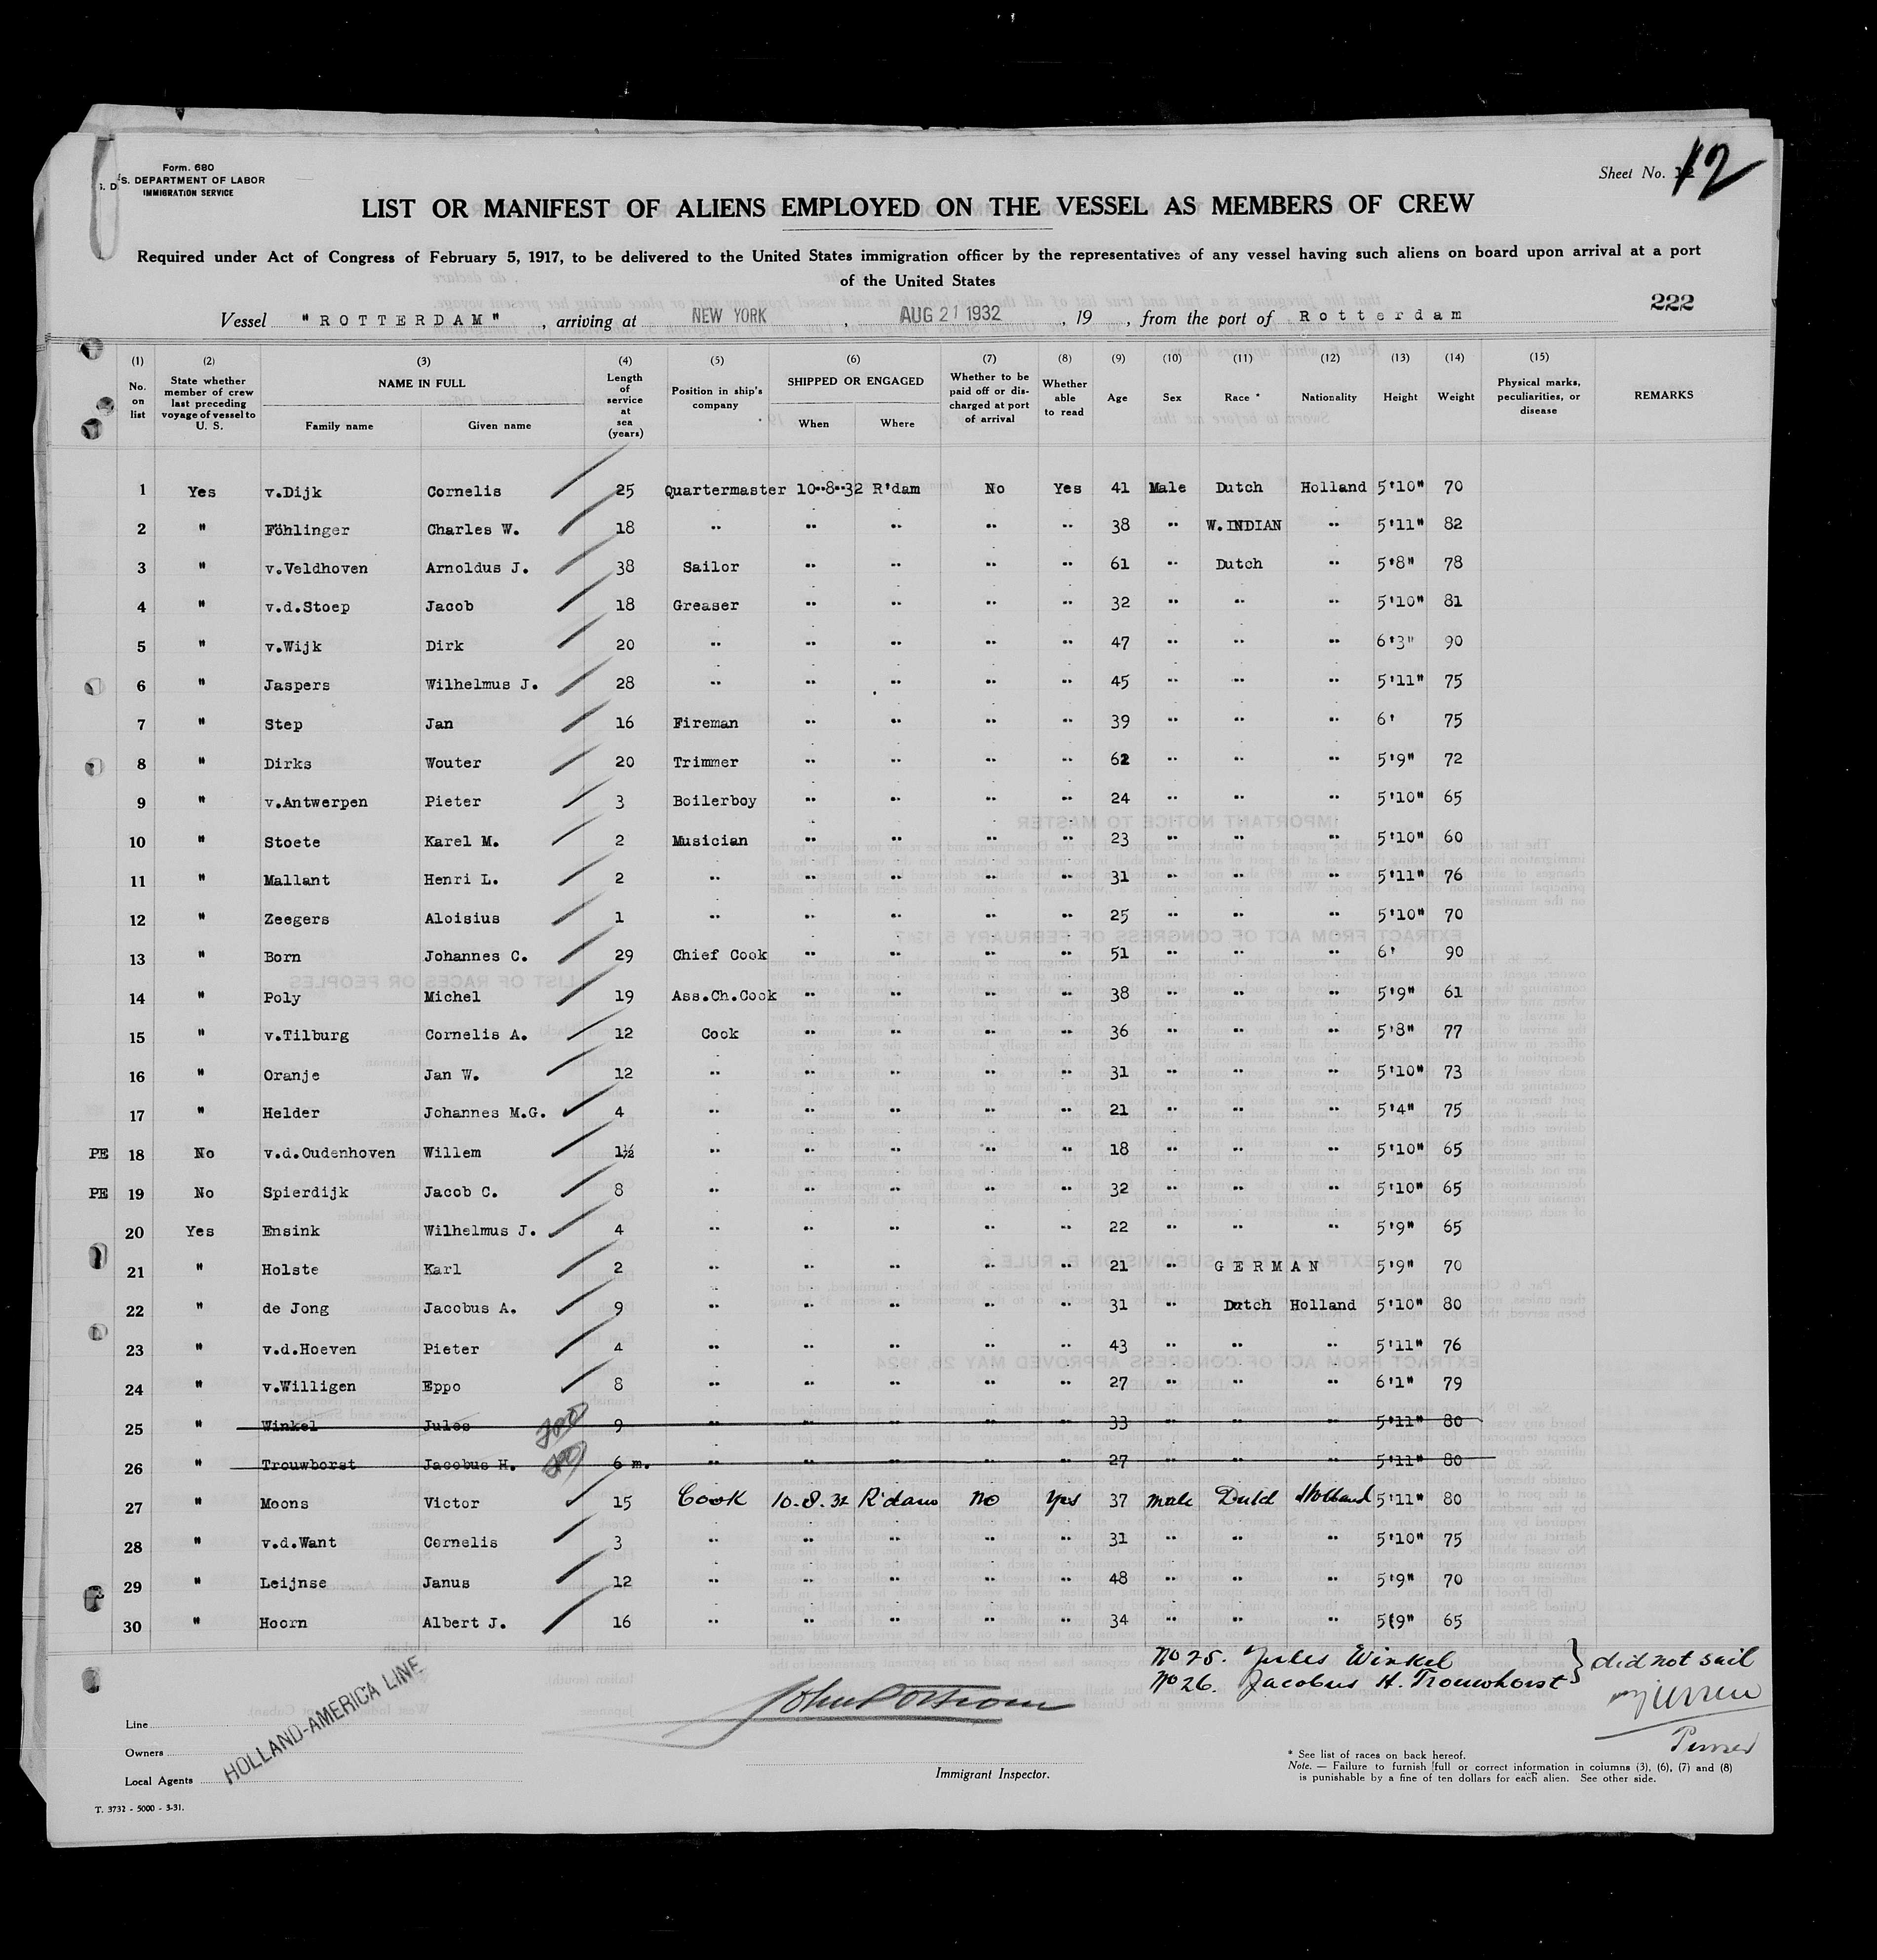 Form. 680
S. DEPARTMENT OF LABOR
IMMIGRATION SERVICE
Sheet No. 12
LIST OR MANIFEST OF ALIENS EMPLOYED ON THE VESSEL AS MEMBERS OF CREW
Required under Act of Congress of February 5, 1917, to be delivered to the United States immigration officer by the representatives of any vessel having such aliens on board upon arrival at a port
of the United States
222
Vessel "ROTTERDAM", arriving at NEW YORK, AUG 21 1932, 19 , from the port of Rotterdam
(1) (2) (3) (4) (5) (6) (7) (8) (9) (10) (11) (12) (13) (14) (15)
No. on list State whether member of crew last preceding voyage of vessel to U. S. NAME IN FULL Family name Given name Length of service at sea (years) Position in ship's company SHIPPED OR ENGAGED When Where Whether to be paid off or discharged at port of arrival Whether able to read Age Sex Race * Nationality Height Weight Physical marks, peculiarities, or disease REMARKS
1 Yes v.Dijk Cornelis 25 Quartermaster 10-8-32 R'dam No Yes 41 Male Dutch Holland 5'10" 70
2 " Föhlinger Charles W. 18 " " " " " 38 " W.INDIAN " 5'11" 82
3 " v.Veldhoven Arnoldus J. 38 Sailor " " " " 61 " Dutch " 5'8" 78
4 " v.d.Stoep Jacob 18 Greaser " " " " 32 " " " 5'10" 81
5 " v.Wijk Dirk 20 " " " " " 47 " " " 6'3" 90
6 " Jaspers Wilhelmus J. 28 " " " " " 45 " " " 5'11" 75
7 " Step Jan 16 Fireman " " " " 39 " " " 6' 75
8 " Dirks Wouter 20 Trimmer " " " " 62 " " " 5'9" 72
9 " v.Antwerpen Pieter 3 Boilerboy " " " " 24 " " " 5'10" 65
10 " Stoete Karel M. 2 Musician " " " " 23 " " " 5'10" 60
11 " Mallant Henri L. 2 " " " " " 31 " " " 5'11" 76
12 " Zeegers Aloisius 1 " " " " " 25 " " " 5'10" 70
13 " Born Johannes C. 29 Chief Cook " " " " 51 " " " 6' 90
14 " Poly Michel 19 Ass.Ch.Cook " " " " 38 " " " 5'9" 61
15 " v.Tilburg Cornelis A. 12 Cook " " " " 36 " " " 5'8" 77
16 " Oranje Jan W. 12 " " " " " 31 " " " 5'10" 73
17 " Helder Johannes M.G. 4 " " " " " 21 " " " 5'4" 75
PE 18 No v.d.Oudenhoven Willem 1½ " " " " " 18 " " " 5'10" 65
PE 19 No Spierdijk Jacob C. 8 " " " " " 32 " " " 5'10" 65
20 Yes Ensink Wilhelmus J. 4 " " " " " 22 " " " 5'9" 65
21 " Holste Karl 2 " " " " " 21 " GERMAN 5'9" 70
22 " de Jong Jacobus A. 9 " " " " " 31 " Dutch Holland 5'10" 80
23 " v.d.Hoeven Pieter 4 " " " " " 43 " " " 5'11" 76
24 " v.Willigen Eppo 8 " " " " " 27 " " " 6'1" 79
25 " Winkel Jules 9 " " " " " 33 " " " 5'11" 80
26 " Trouwborst Jacobus H. 6 m. " " " " " 27 " " " 5'11" 80
27 " Moons Victor 15 Cook 10-8-32 R'dam No Yes 37 male Dutch Holland 5'11" 80
28 " v.d.Want Cornelis 3 " " " " " 31 " " " 5'10" 75
29 " Leijnse Janus 12 " " " " " 48 " " " 5'9" 70
30 " Hoorn Albert J. 16 " " " " " 34 " " " 5(9" 65
No 25. Jules Winkel
No 26. Jacobus H. Trouwborst } did not sail
Purser
Line
Owners
Local Agents
HOLLAND-AMERICA LINE
Immigrant Inspector.
* See list of races on back hereof.
Note. — Failure to furnish full or correct information in columns (3), (6), (7) and (8)
is punishable by a fine of ten dollars for each alien. See other side.
T. 3732 - 5000 - 3-31.